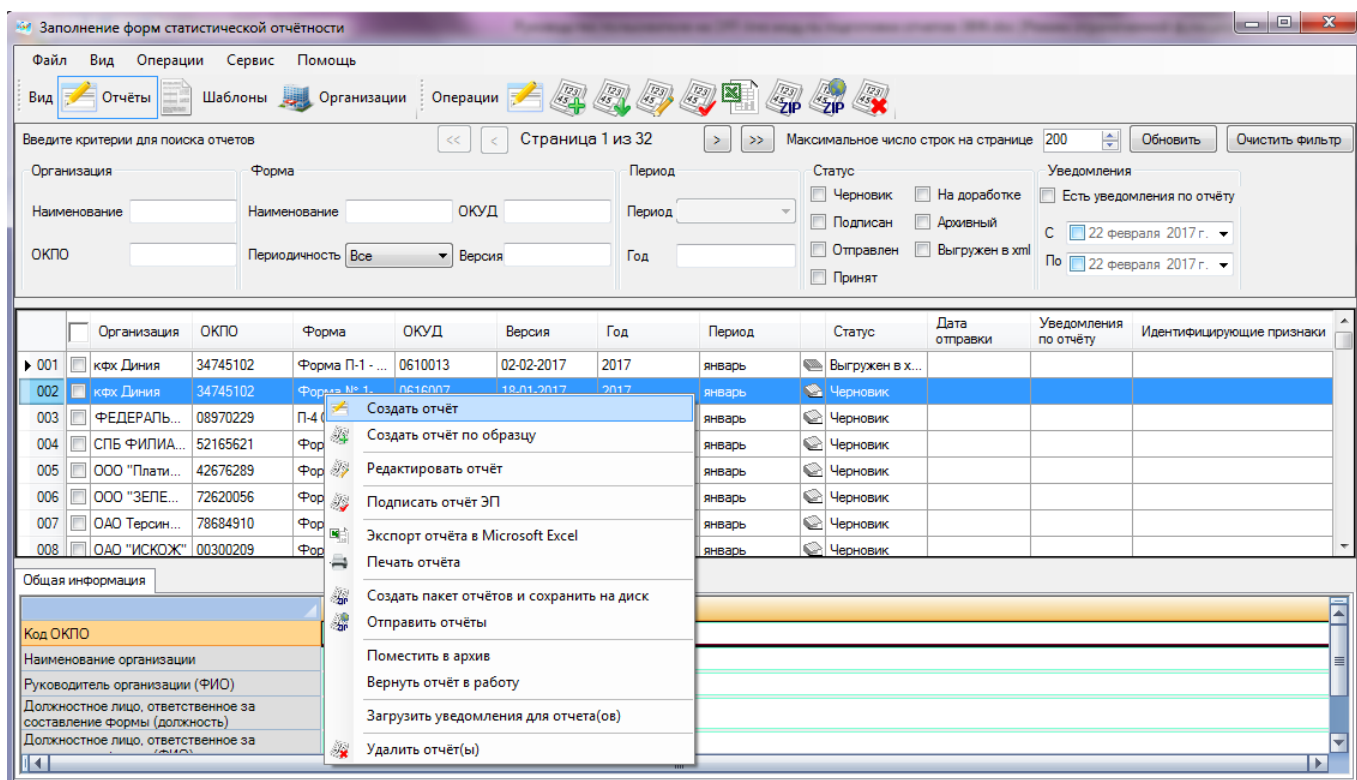 Заполнение форм статистической отчётности
Файл Вид Операции Сервис Помощь
Вид Отчёты Шаблоны Организации Операции
Введите критерии для поиска отчетов << < Страница 1 из 32 > >> Максимальное число строк на странице 200 Обновить Очистить фильтр
Организация Форма Период Статус Уведомления
Черновик На доработке Есть уведомления по отчёту
Наименование Наименование ОКУД Период
Подписан Архивный
С 22 февраля 2017 г.
ОКПО Периодичность Все Версия Год
Отправлен Выгружен в xml
По 22 февраля 2017 г.
Принят
Организация ОКПО Форма ОКУД Версия Год Период Статус Дата отправки Уведомления по отчёту Идентифицирующие признаки
001 кфх Диния 34745102 Форма П-1 - ... 0610013 02-02-2017 2017 январь Выгружен в х...
002 кфх Диния 34745102 Форма № 1- 0616007 18-01-2017 2017 январь Черновик
003 ФЕДЕРАЛЬ... 08970229 П-4 ( январь Черновик
004 СПБ ФИЛИА... 52165621 Фор январь Черновик
005 ООО "Плати... 42676289 Фор январь Черновик
006 ООО "ЗЕЛЕ... 72620056 Фор январь Черновик
007 ОАО Терсин... 78684910 Фор январь Черновик
008 ОАО "ИСКОЖ" 00300209 Фор январь Черновик
Создать отчёт
Создать отчёт по образцу
Редактировать отчёт
Подписать отчёт ЭП
Экспорт отчёта в Microsoft Excel
Печать отчёта
Создать пакет отчётов и сохранить на диск
Отправить отчёты
Поместить в архив
Вернуть отчёт в работу
Загрузить уведомления для отчета(ов)
Удалить отчёт(ы)
Общая информация
Код ОКПО
Наименование организации
Руководитель организации (ФИО)
Должностное лицо, ответственное за
составление формы (должность)
Должностное лицо, ответственное за